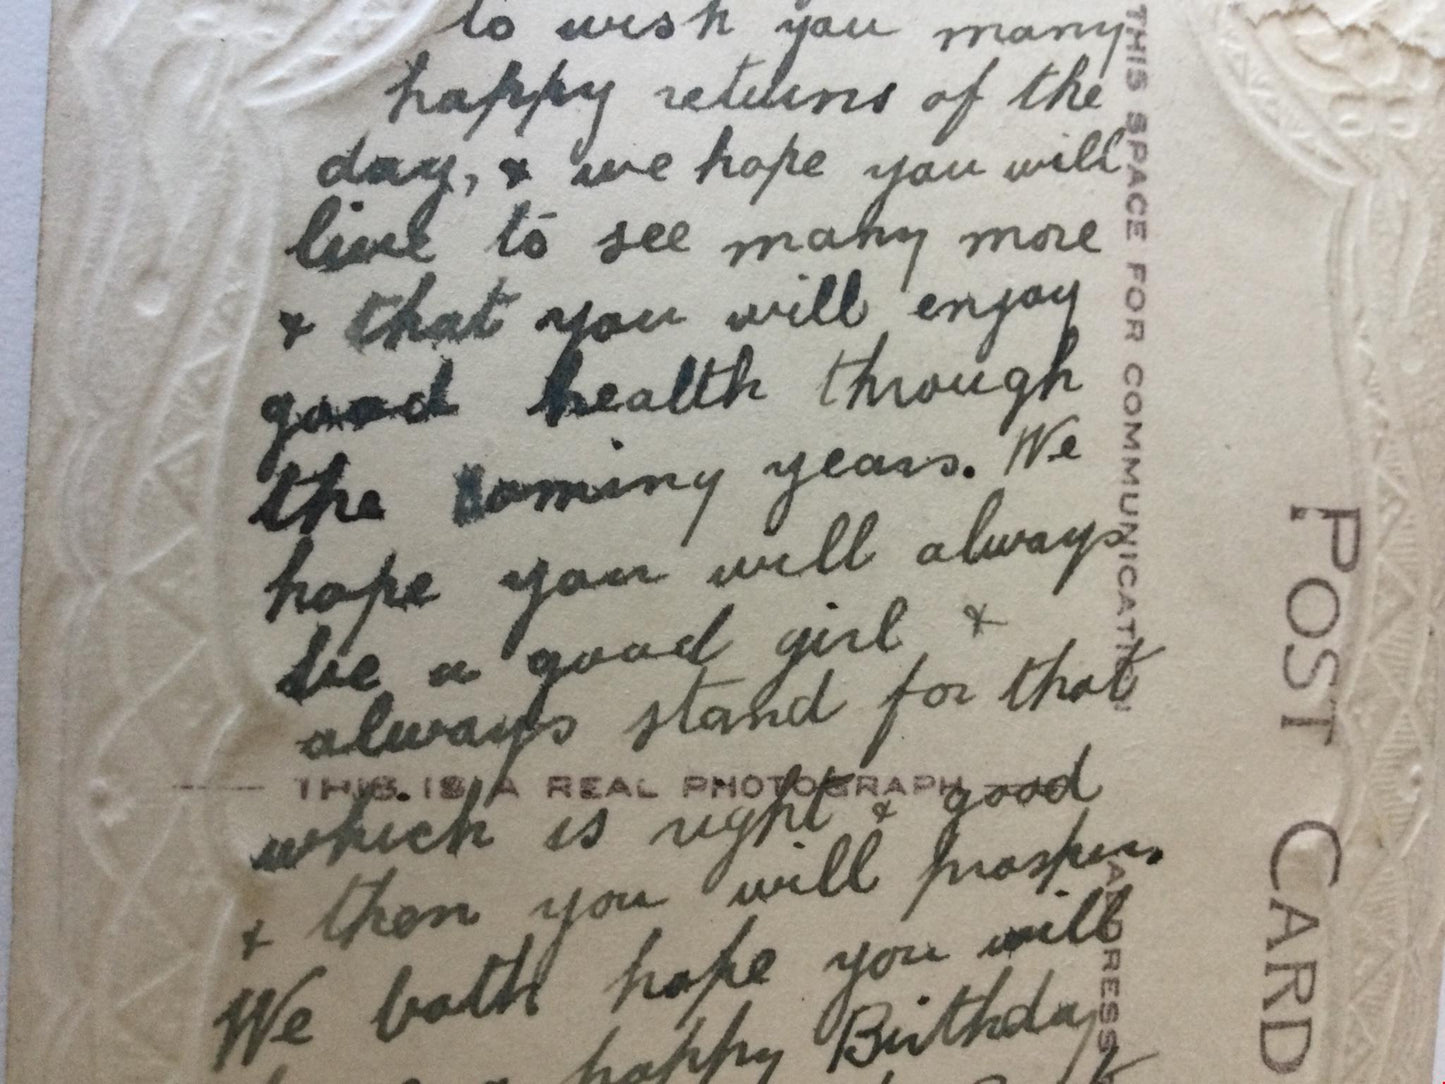 to wish you many
happy returns of the
day, & we hope you will
live to see many more
& that you will enjoy
good health through
the coming years. We
hope you will always
be a good girl &
always stand for that
which is right & good
& then you will prosper.
We both hope you will
happy Birthday
THIS IS A REAL PHOTOGRAPH
THIS SPACE FOR COMMUNICATION
ADDRESS
POST CARD